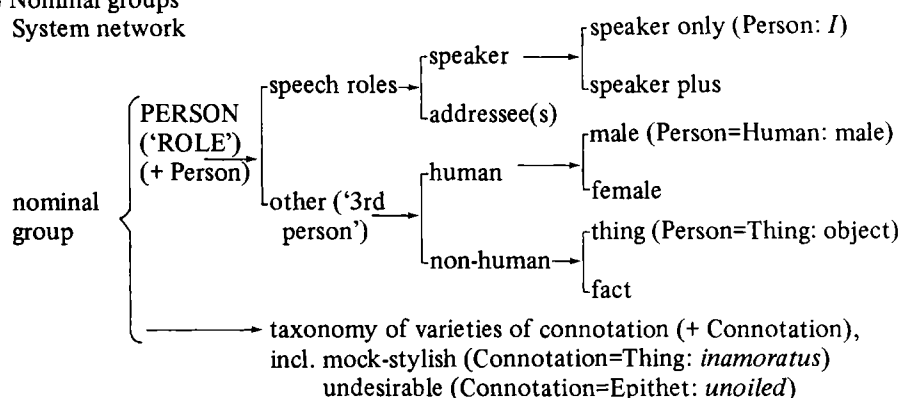 Nominal groups
System network
speaker only (Person: I)
speaker
speaker plus
speech roles
PERSON
addressee(s)
('ROLE')
male (Person=Human: male)
(+ Person)
human
female
nominal
other ('3rd
group
person')
thing (Person=Thing: object)
non-human
fact
taxonomy of varieties of connotation (+ Connotation),
incl. mock-stylish (Connotation=Thing: inamoratus)
undesirable (Connotation=Epithet: unoiled)